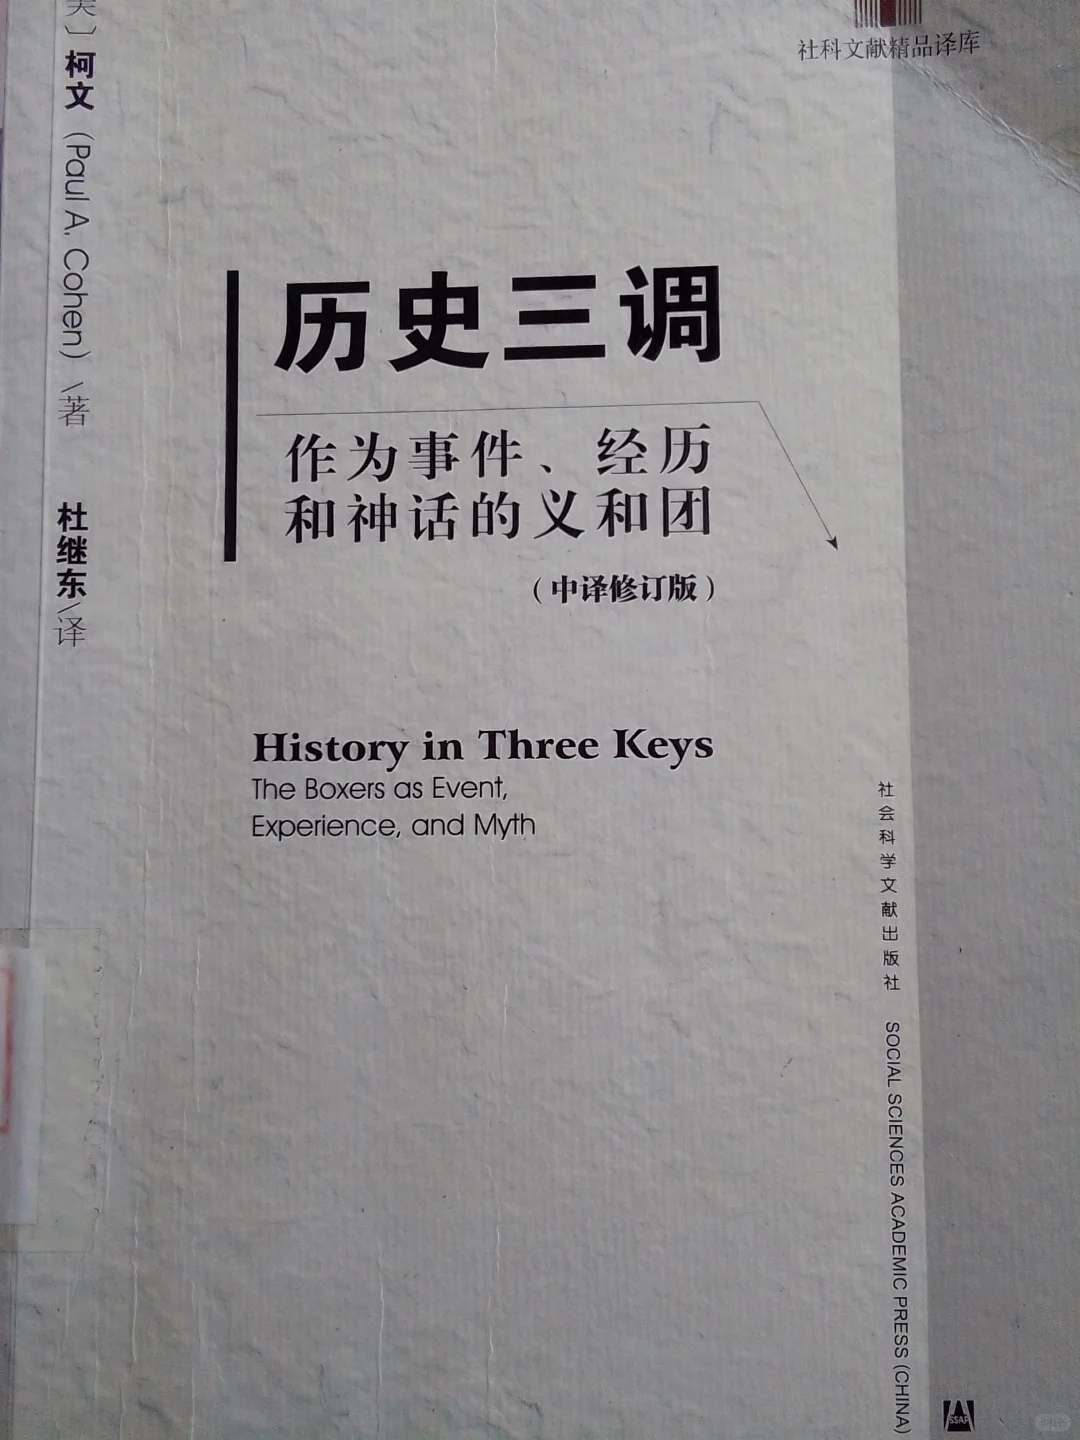 社科文献精品译库
美〕柯文（Paul A. Cohen）\著 杜继东\译
历史三调
作为事件、经历
和神话的义和团
（中译修订版）
History in Three Keys
The Boxers as Event,
Experience, and Myth
社会科学文献出版社 SOCIAL SCIENCES ACADEMIC PRESS (CHINA)
SSAP